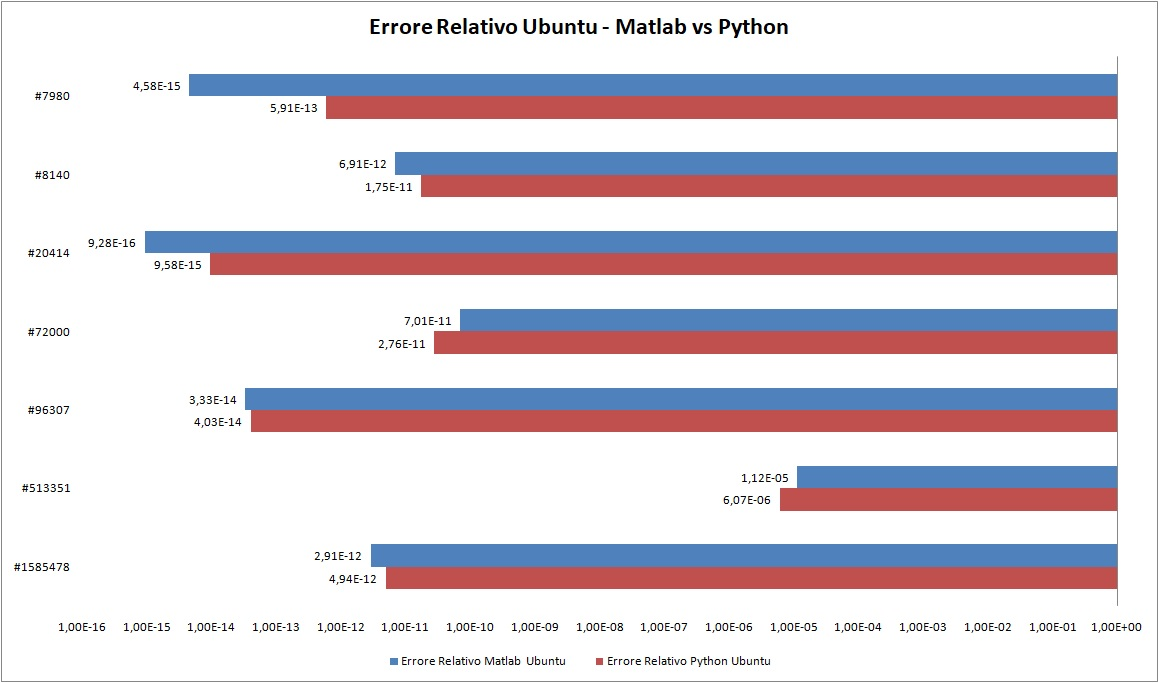 Errore Relativo Ubuntu - Matlab vs Python
#7980
4,58E-15
5,91E-13
#8140
6,91E-12
1,75E-11
#20414
9,28E-16
9,58E-15
#72000
7,01E-11
2,76E-11
#96307
3,33E-14
4,03E-14
#513351
1,12E-05
6,07E-06
#1585478
2,91E-12
4,94E-12
1,00E-16 1,00E-15 1,00E-14 1,00E-13 1,00E-12 1,00E-11 1,00E-10 1,00E-09 1,00E-08 1,00E-07 1,00E-06 1,00E-05 1,00E-04 1,00E-03 1,00E-02 1,00E-01 1,00E+00
Errore Relativo Matlab Ubuntu Errore Relativo Python Ubuntu